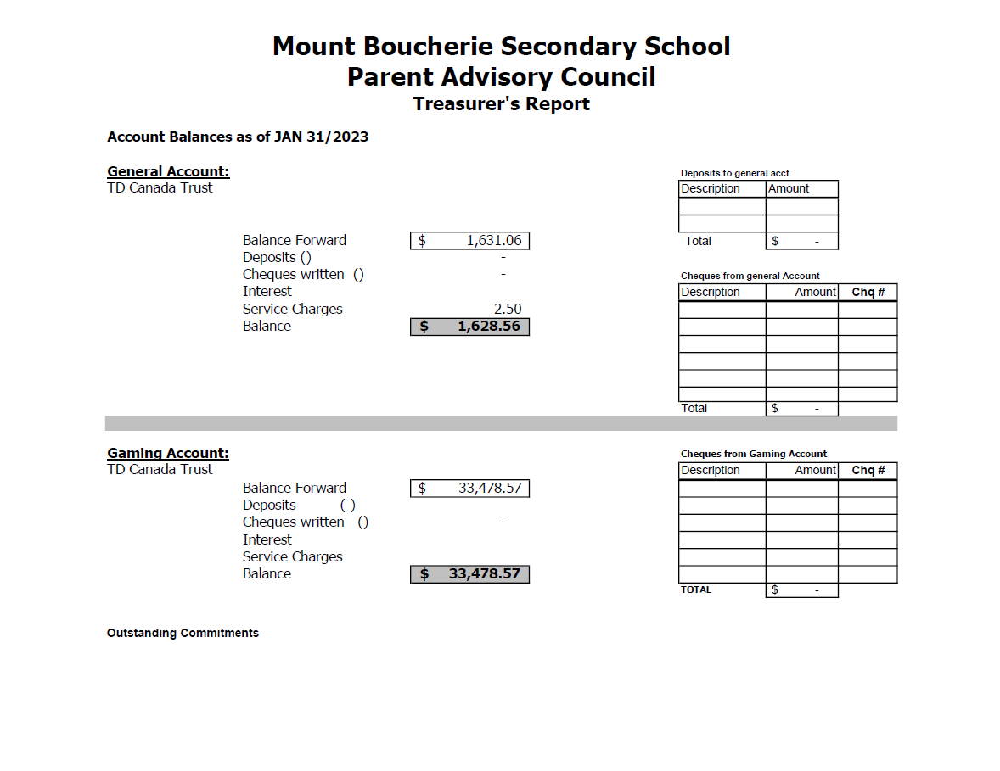 Mount Boucherie Secondary School
Parent Advisory Council
Treasurer's Report
Account Balances as of JAN 31/2023
General Account:
TD Canada Trust
Balance Forward $ 1,631.06
Deposits () -
Cheques written () -
Interest
Service Charges 2.50
Balance $ 1,628.56
Deposits to general acct
Description Amount
Total $ -
Cheques from general Account
Description Amount Chq #
Total $ -
Gaming Account:
TD Canada Trust
Balance Forward $ 33,478.57
Deposits ( )
Cheques written () -
Interest
Service Charges
Balance $ 33,478.57
Cheques from Gaming Account
Description Amount Chq #
TOTAL $ -
Outstanding Commitments